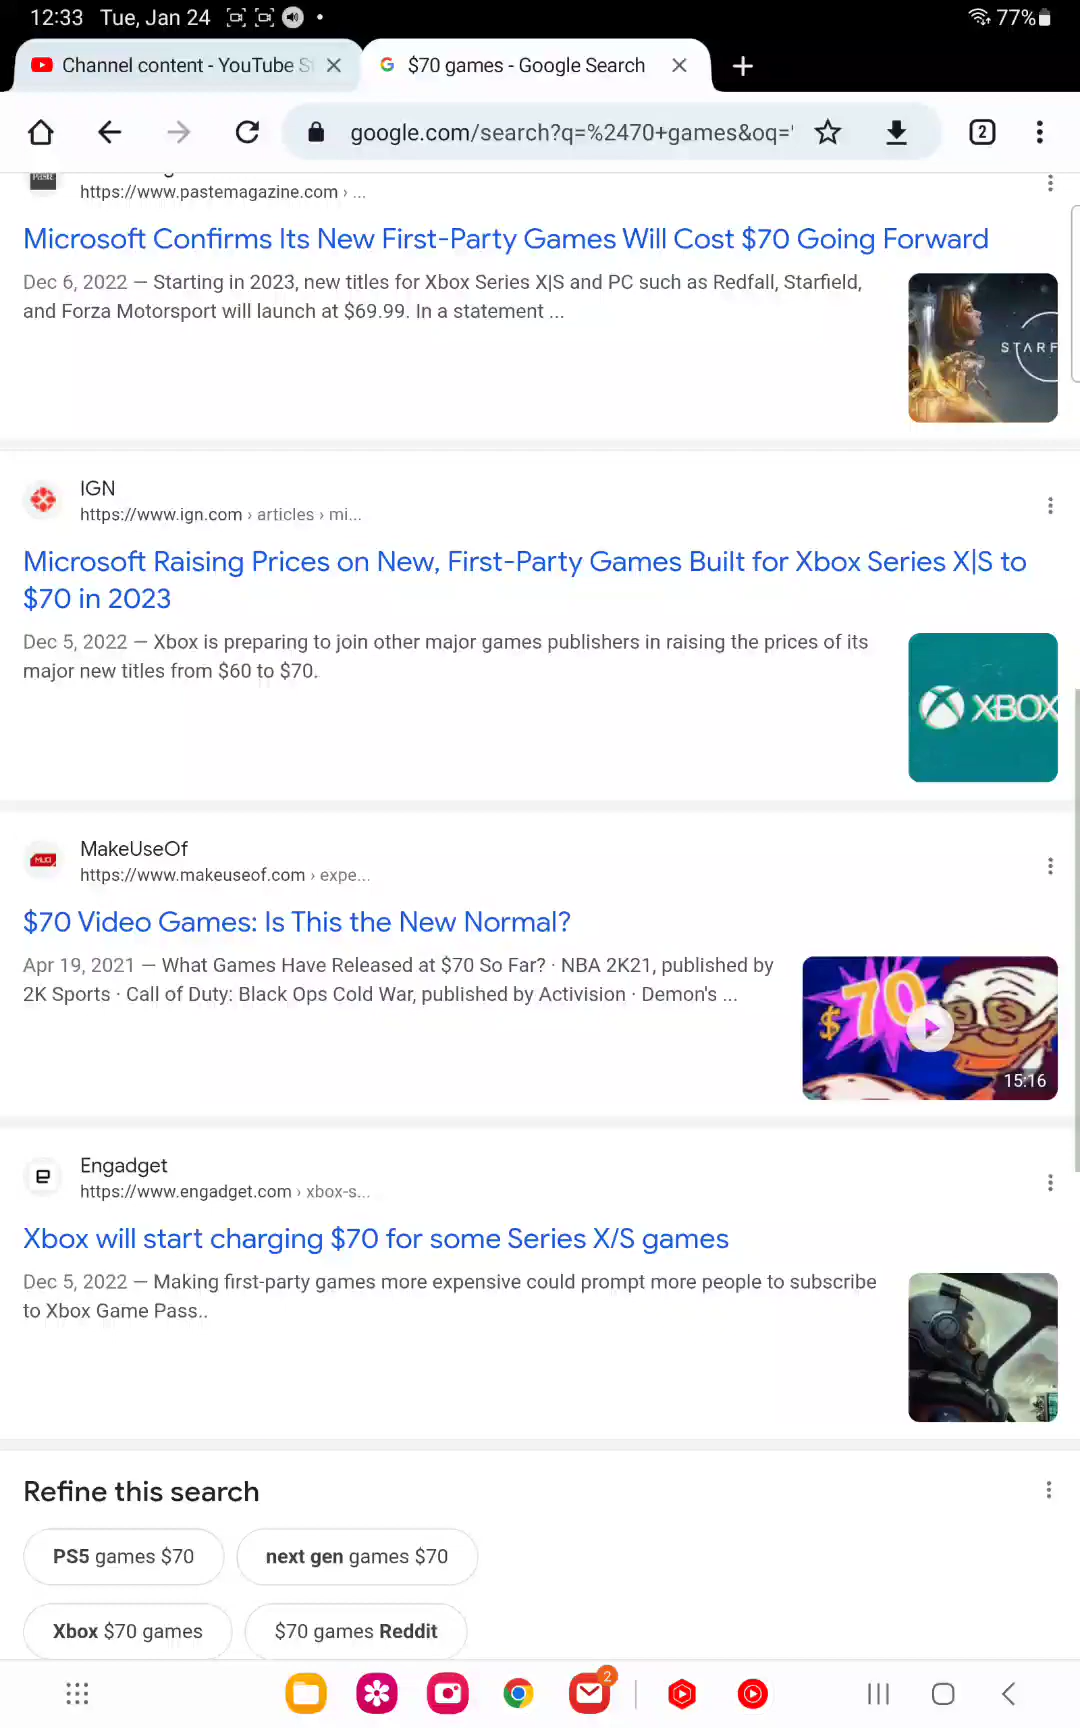 12:33 Tue, Jan 24
77%
Channel content - YouTube S
$70 games - Google Search
google.com/search?q=%2470+games&oq='
2
https://www.pastemagazine.com › ...
Microsoft Confirms Its New First-Party Games Will Cost $70 Going Forward
Dec 6, 2022 — Starting in 2023, new titles for Xbox Series X|S and PC such as Redfall, Starfield,
and Forza Motorsport will launch at $69.99. In a statement ...
STARF
IGN
https://www.ign.com › articles › mi...
Microsoft Raising Prices on New, First-Party Games Built for Xbox Series X|S to
$70 in 2023
Dec 5, 2022 — Xbox is preparing to join other major games publishers in raising the prices of its
major new titles from $60 to $70.
XBOX
MUO
MakeUseOf
https://www.makeuseof.com › expe...
$70 Video Games: Is This the New Normal?
Apr 19, 2021 — What Games Have Released at $70 So Far? · NBA 2K21, published by
2K Sports · Call of Duty: Black Ops Cold War, published by Activision · Demon's ...
$70
15:16
Engadget
https://www.engadget.com › xbox-s...
Xbox will start charging $70 for some Series X/S games
Dec 5, 2022 — Making first-party games more expensive could prompt more people to subscribe
to Xbox Game Pass..
Refine this search
PS5 games $70
next gen games $70
Xbox $70 games
$70 games Reddit
2